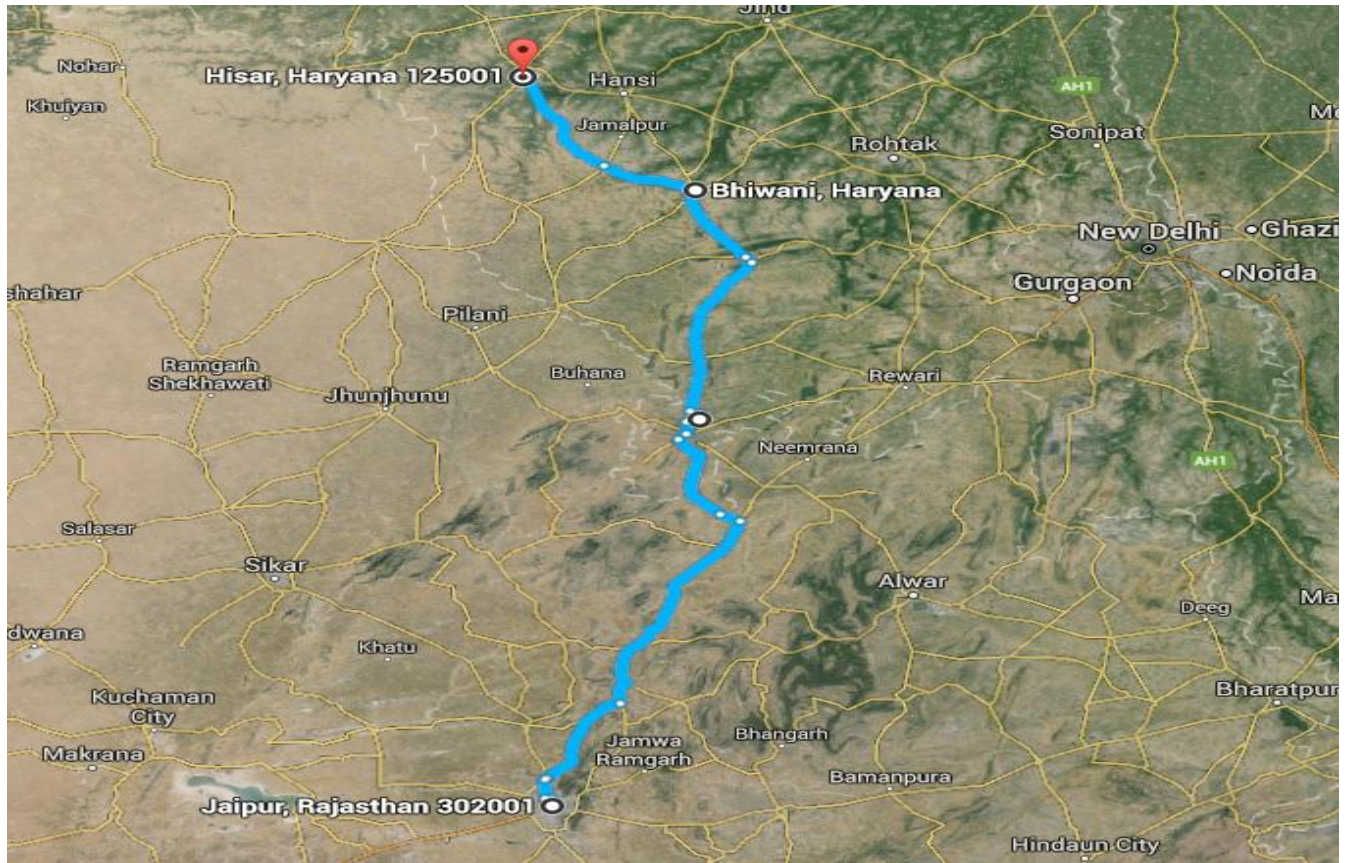 Jind
Nohar
Hisar, Haryana 125001
Hansi
AH1
Khuiyan
Jamalpur
Sonipat
Rohtak
Bhiwani, Haryana
New Delhi
Ghazi
Noida
Gurgaon
shahar
Pilani
Ramgarh
Shekhawati
Buhana
Rewari
Jhunjhunu
Neemrana
AH1
Salasar
Sikar
Alwar
Deeg
Ma
dwana
Khatu
Kuchaman
City
Bharatpur
Makrana
Jamwa
Ramgarh
Bhangarh
Bamanpura
Jaipur, Rajasthan 302001
Hindaun City